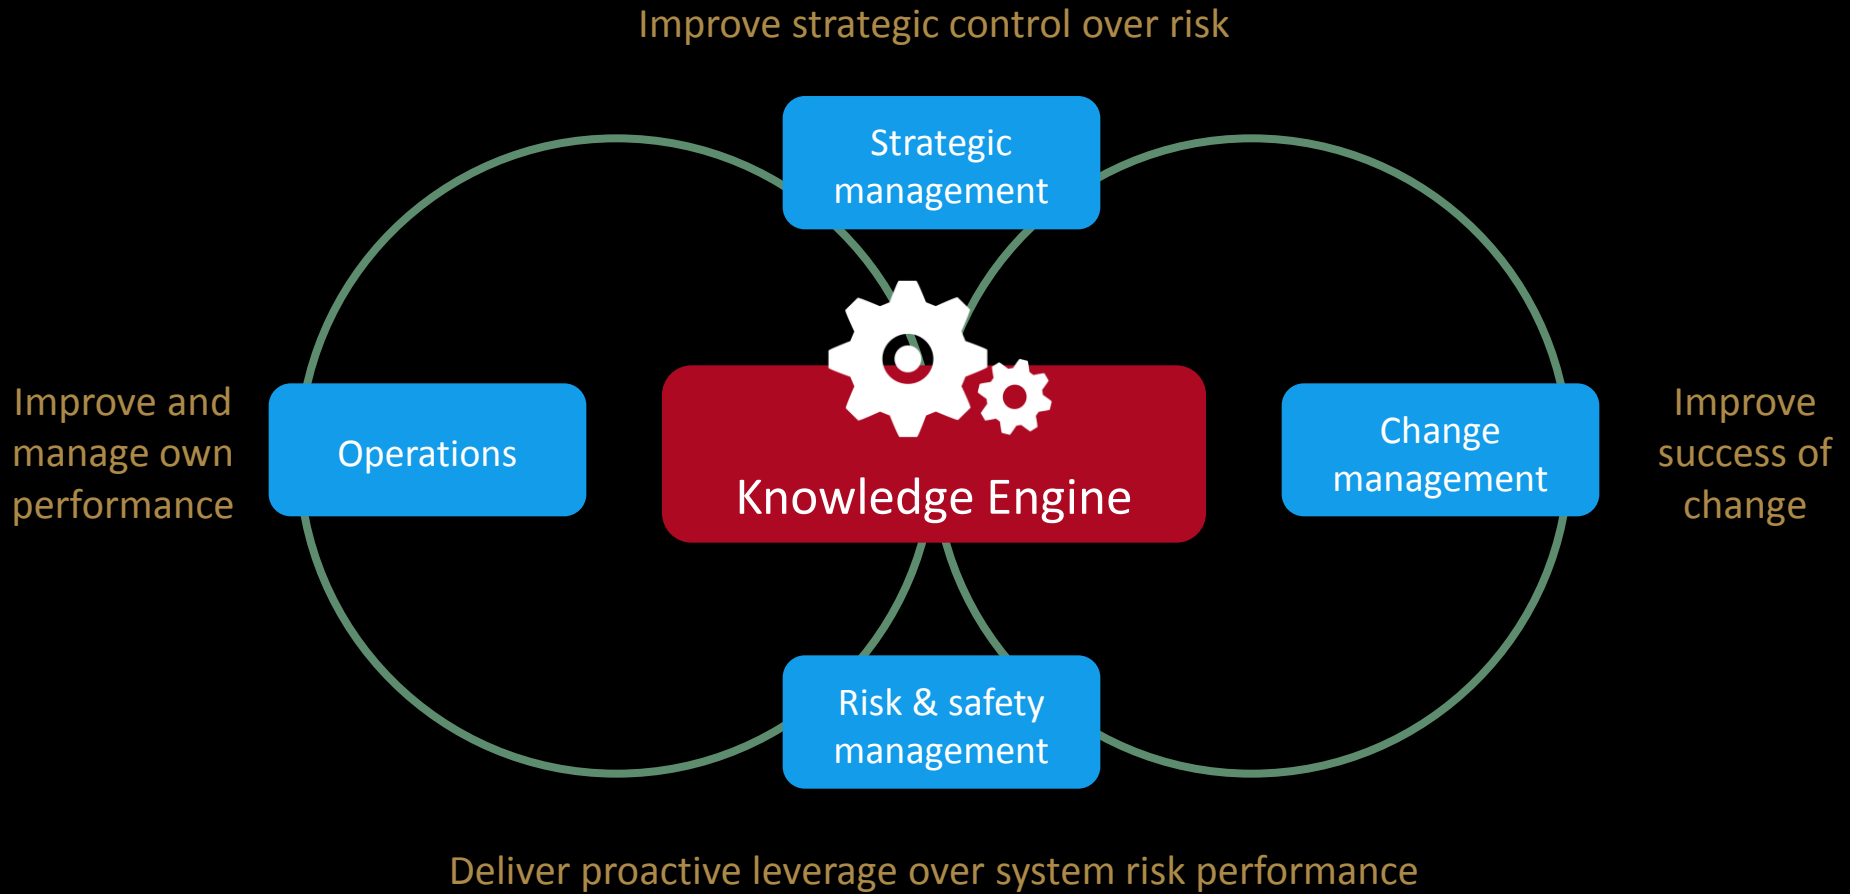 Improve strategic control over risk
Strategic
management
Improve and
manage own
performance
Operations
Knowledge Engine
Change
management
Improve
success of
change
Risk & safety
management
Deliver proactive leverage over system risk performance